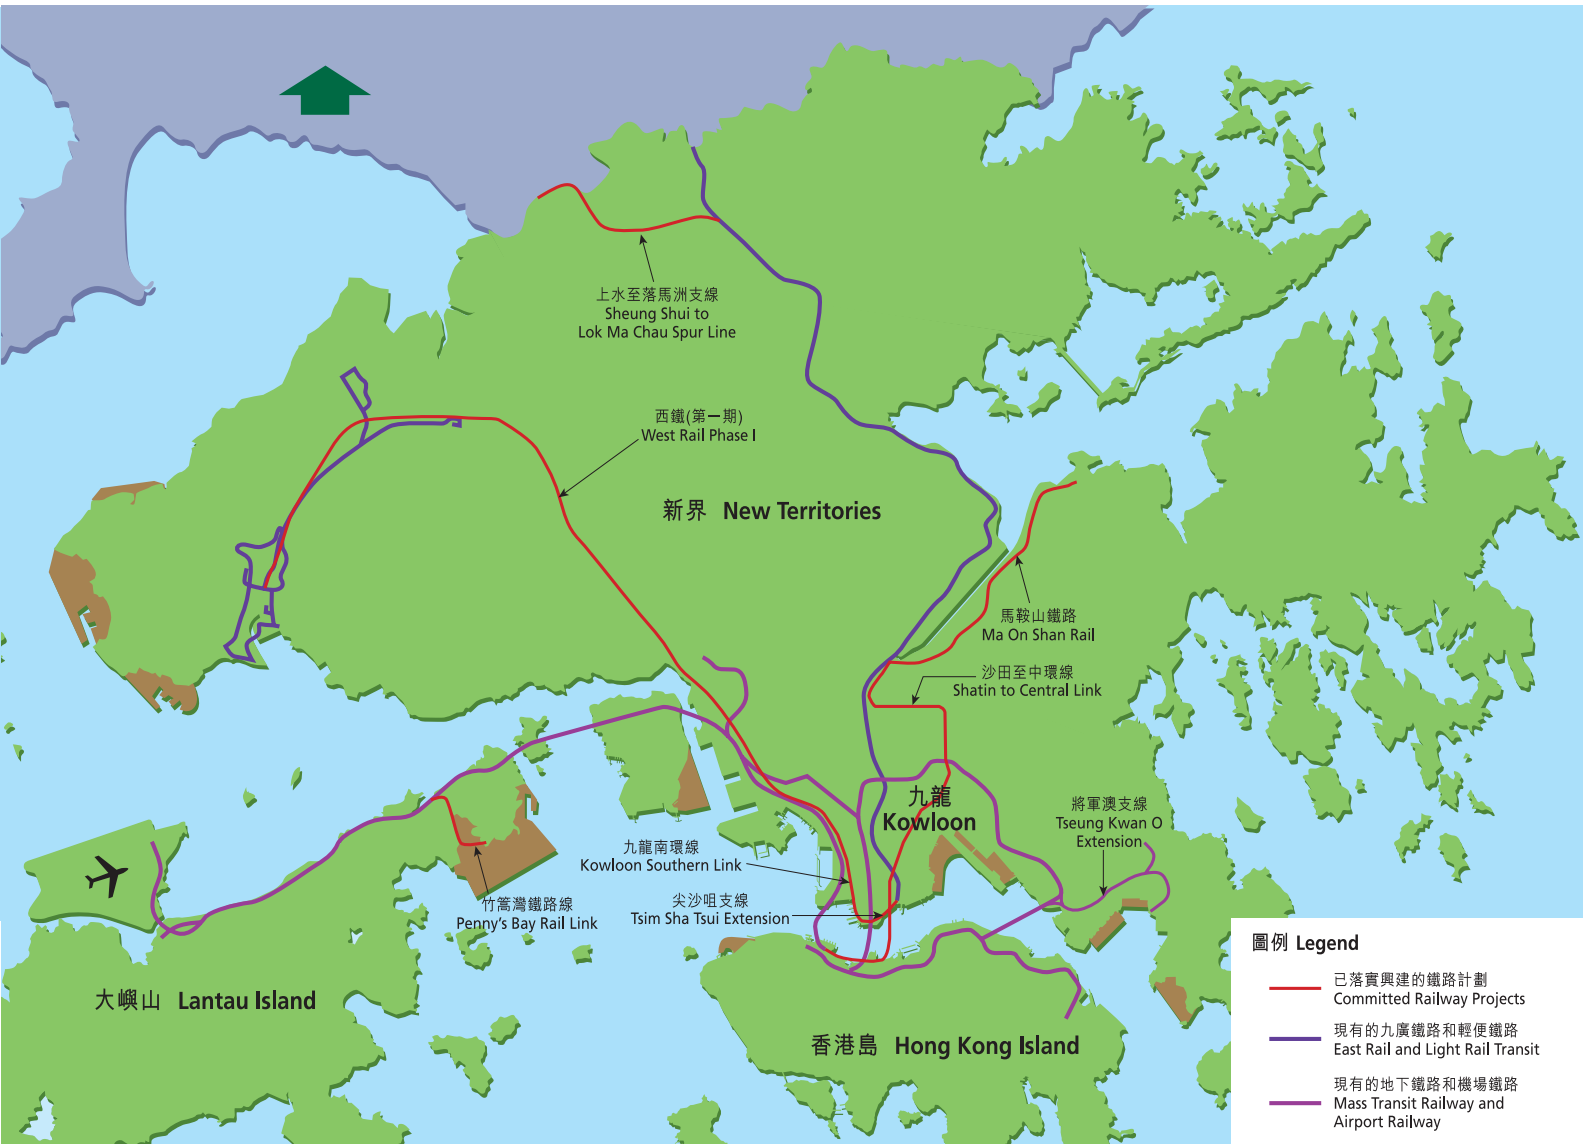 上水至落馬洲支線
Sheung Shui to
Lok Ma Chau Spur Line
西鐵(第一期)
West Rail Phase I
新界 New Territories
馬鞍山鐵路
Ma On Shan Rail
沙田至中環線
Shatin to Central Link
九龍
Kowloon
將軍澳支線
Tseung Kwan O
Extension
九龍南環線
Kowloon Southern Link
尖沙咀支線
Tsim Sha Tsui Extension
竹篙灣鐵路線
Penny's Bay Rail Link
大嶼山 Lantau Island
香港島 Hong Kong Island
圖例 Legend
已落實興建的鐵路計劃
Committed Railway Projects
現有的九廣鐵路和輕便鐵路
East Rail and Light Rail Transit
現有的地下鐵路和機場鐵路
Mass Transit Railway and
Airport Railway